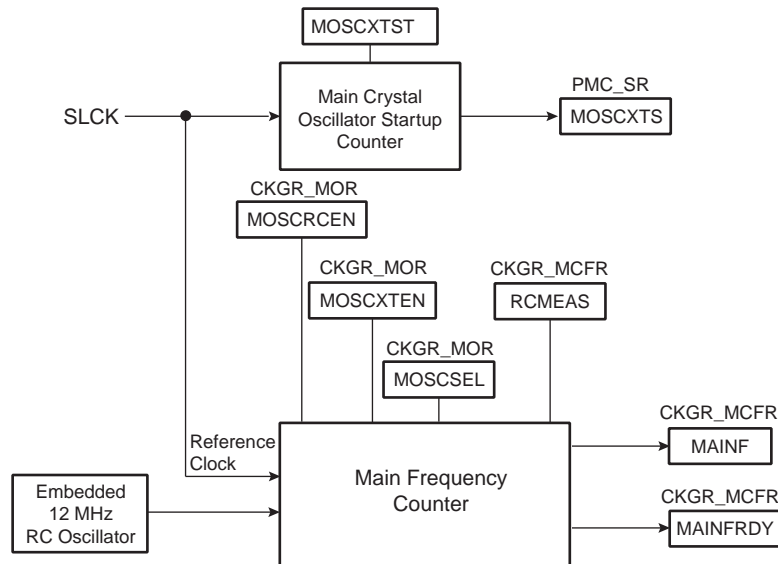 MOSCXTST
Main Crystal
Oscillator Startup
Counter
SLCK
PMC_SR
MOSCXTS
CKGR_MOR
MOSCRCEN
CKGR_MOR
MOSCXTEN
CKGR_MCFR
RCMEAS
CKGR_MOR
MOSCSEL
Reference
Clock
Main Frequency
Counter
CKGR_MCFR
MAINF
Embedded
12 MHz
RC Oscillator
CKGR_MCFR
MAINFRDY